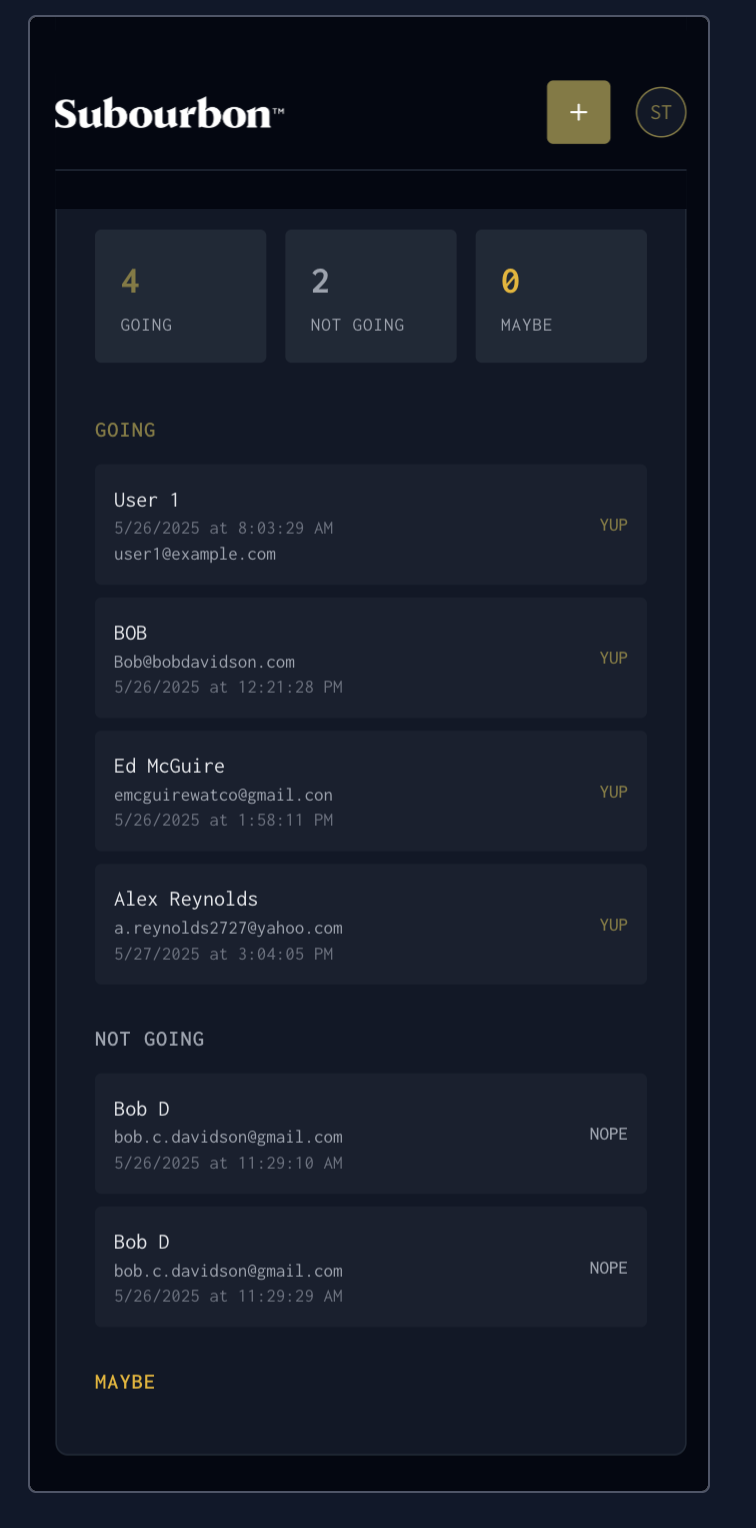 Subourbon™
+
ST
4
GOING
2
NOT GOING
0
MAYBE
GOING
User 1
5/26/2025 at 8:03:29 AM
user1@example.com
YUP
BOB
Bob@bobdavidson.com
5/26/2025 at 12:21:28 PM
YUP
Ed McGuire
emcguirewatco@gmail.con
5/26/2025 at 1:58:11 PM
YUP
Alex Reynolds
a.reynolds2727@yahoo.com
5/27/2025 at 3:04:05 PM
YUP
NOT GOING
Bob D
bob.c.davidson@gmail.com
5/26/2025 at 11:29:10 AM
NOPE
Bob D
bob.c.davidson@gmail.com
5/26/2025 at 11:29:29 AM
NOPE
MAYBE